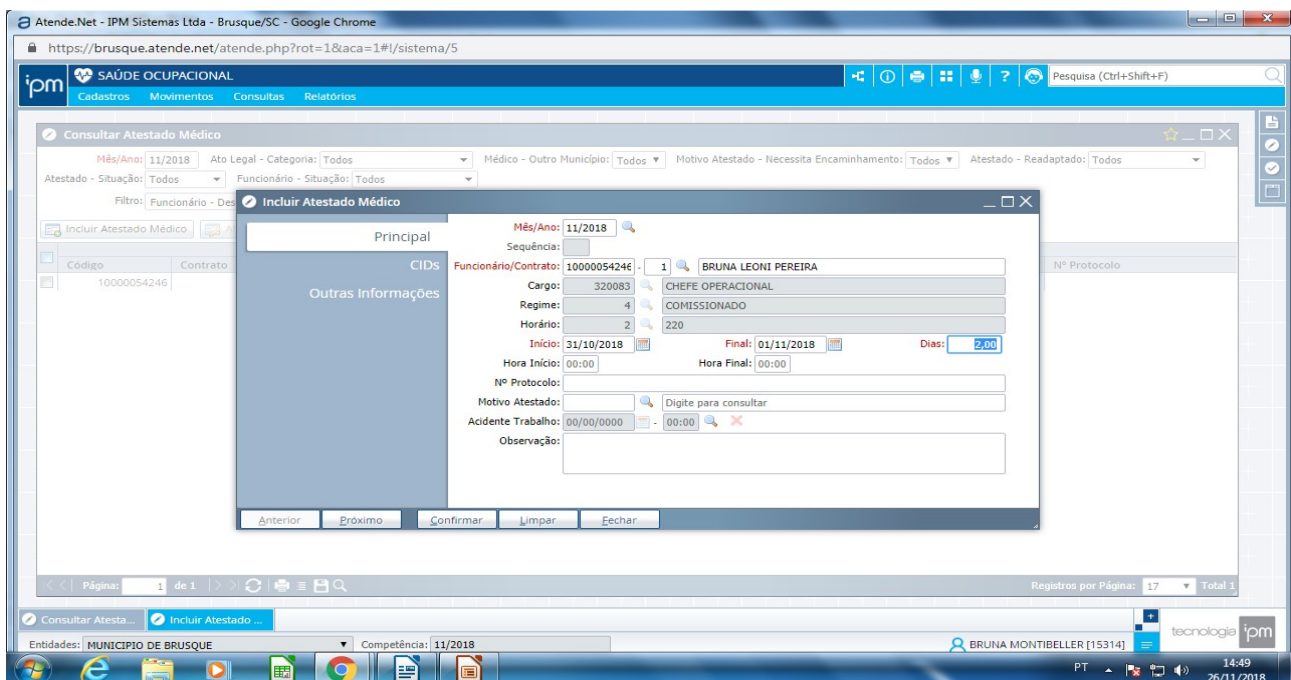 Atende.Net - IPM Sistemas Ltda - Brusque/SC - Google Chrome
https://brusque.atende.net/atende.php?rot=1&aca=1#!/sistema/5
ipm SAÚDE OCUPACIONAL Pesquisa (Ctrl+Shift+F)
Cadastros Movimentos Consultas Relatórios
Consultar Atestado Médico
Mês/Ano: 11/2018 Ato Legal - Categoria: Todos Médico - Outro Município: Todos Motivo Atestado - Necessita Encaminhamento: Todos Atestado - Readaptado: Todos
Atestado - Situação: Todos Funcionário - Situação: Todos
Filtro: Funcionário - Des
Incluir Atestado Médico
Código Contrato Nº Protocolo
10000054246
Incluir Atestado Médico
Principal
CIDs
Outras Informações
Mês/Ano: 11/2018
Sequência:
Funcionário/Contrato: 10000054246 - 1 BRUNA LEONI PEREIRA
Cargo: 320083 CHEFE OPERACIONAL
Regime: 4 COMISSIONADO
Horário: 2 220
Início: 31/10/2018 Final: 01/11/2018 Dias: 2,00
Hora Início: 00:00 Hora Final: 00:00
Nº Protocolo:
Motivo Atestado: Digite para consultar
Acidente Trabalho: 00/00/0000 - 00:00
Observação:
Anterior Próximo Confirmar Limpar Fechar
Página: 1 de 1 Registros por Página: 17 Total 1
Consultar Atesta... Incluir Atestado ...
tecnologia ipm
Entidades: MUNICIPIO DE BRUSQUE Competência: 11/2018 BRUNA MONTIBELLER [15314]
PT 14:49
26/11/2018